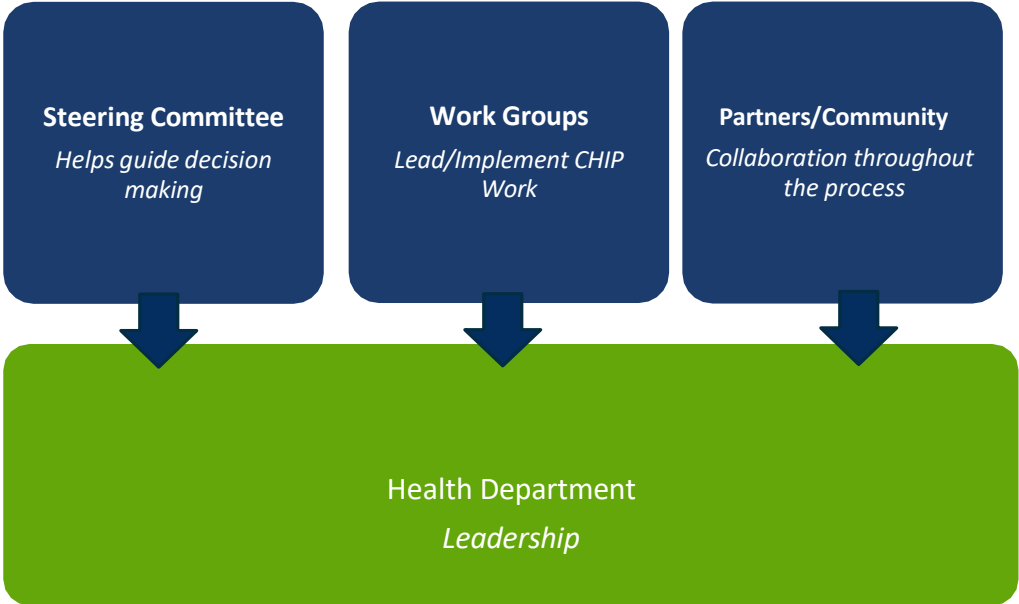 Steering Committee
Helps guide decision
making
Work Groups
Lead/Implement CHIP
Work
Partners/Community
Collaboration throughout
the process
Health Department
Leadership